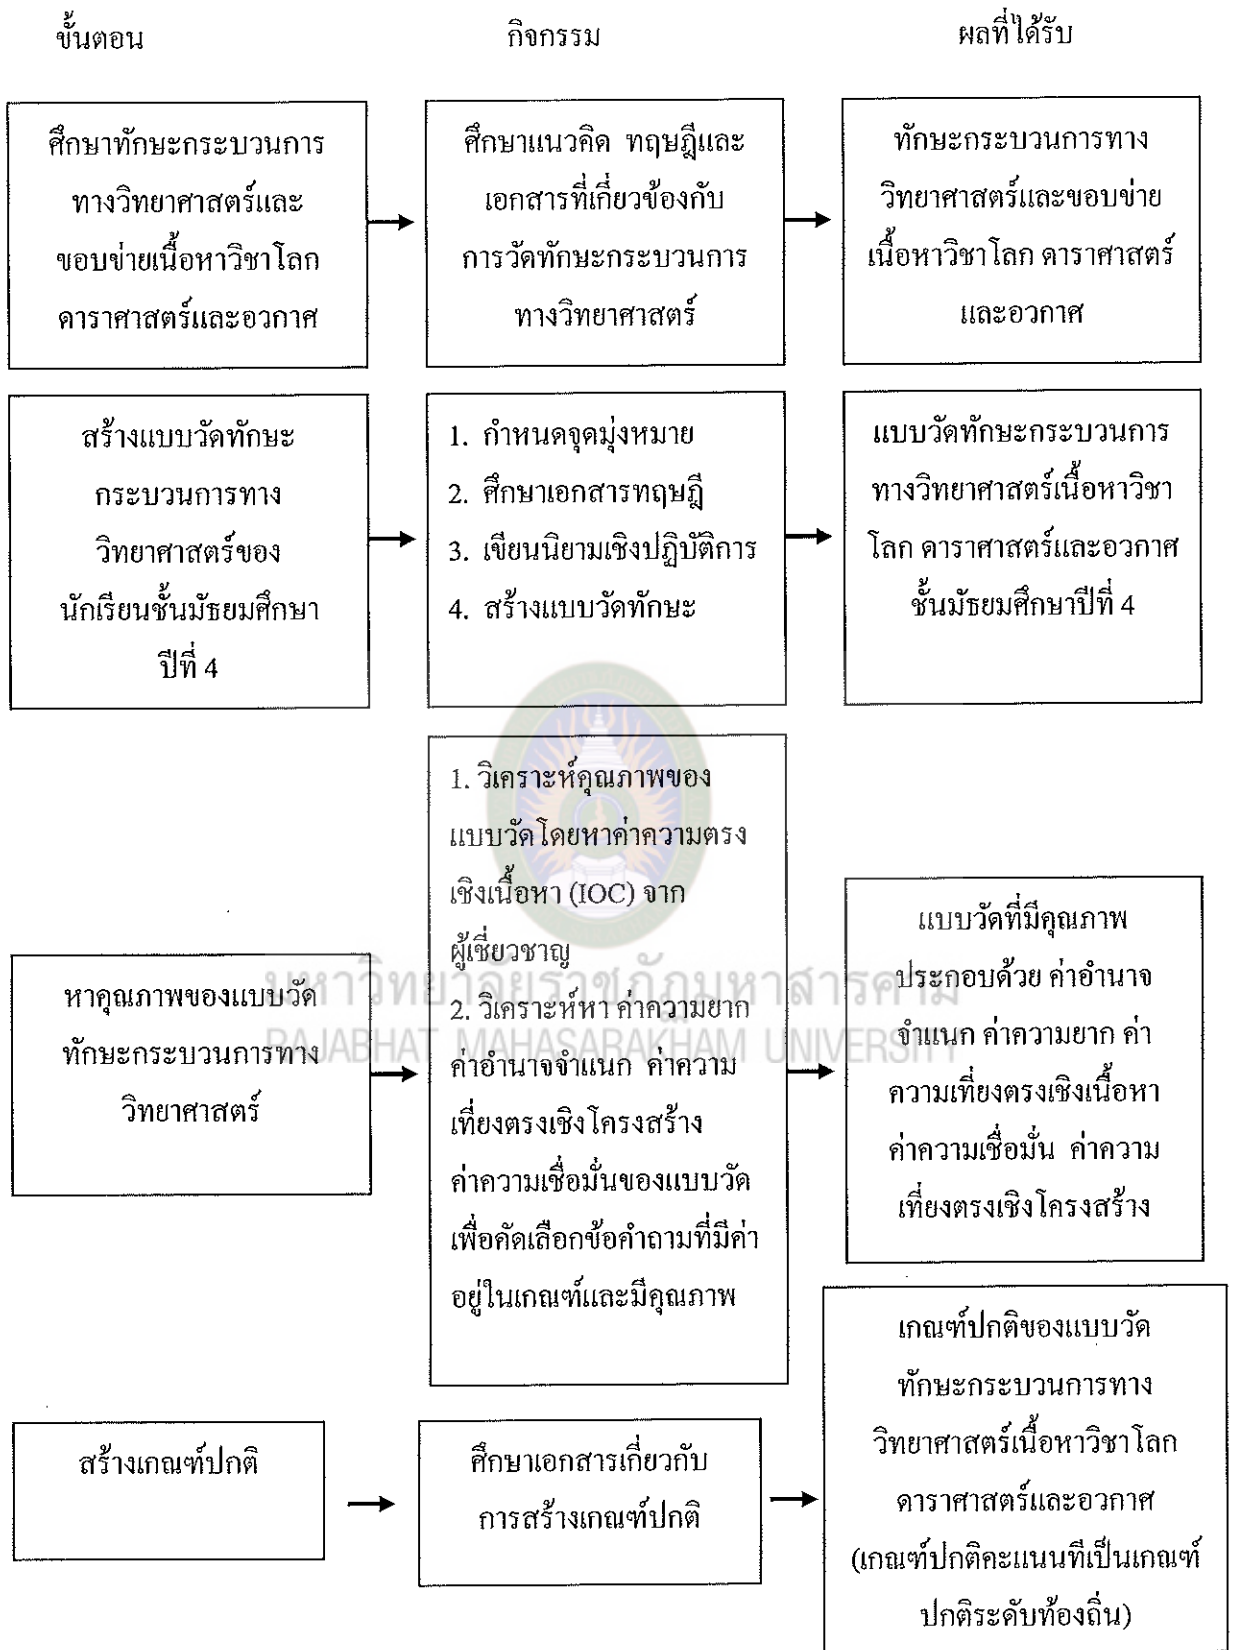 ขั้นตอน
กิจกรรม
ผลที่ได้รับ
ศึกษาทักษะกระบวนการ
ทางวิทยาศาสตร์และ
ขอบข่ายเนื้อหาวิชาโลก
ดาราศาสตร์และอวกาศ
ศึกษาแนวคิด ทฤษฎีและ
เอกสารที่เกี่ยวข้องกับ
การวัดทักษะกระบวนการ
ทางวิทยาศาสตร์
ทักษะกระบวนการทาง
วิทยาศาสตร์และขอบข่าย
เนื้อหาวิชาโลก ดาราศาสตร์
และอวกาศ
สร้างแบบวัดทักษะ
กระบวนการทาง
วิทยาศาสตร์ของ
นักเรียนชั้นมัธยมศึกษา
ปีที่ 4
1. กำหนดจุดมุ่งหมาย
2. ศึกษาเอกสารทฤษฎี
3. เขียนนิยามเชิงปฏิบัติการ
4. สร้างแบบวัดทักษะ
แบบวัดทักษะกระบวนการ
ทางวิทยาศาสตร์เนื้อหาวิชา
โลก ดาราศาสตร์และอวกาศ
ชั้นมัธยมศึกษาปีที่ 4
หาคุณภาพของแบบวัด
ทักษะกระบวนการทาง
วิทยาศาสตร์
1. วิเคราะห์คุณภาพของ
แบบวัดโดยหาค่าความตรง
เชิงเนื้อหา (IOC) จาก
ผู้เชี่ยวชาญ
2. วิเคราะห์หา ค่าความยาก
ค่าอำนาจจำแนก ค่าความ
เที่ยงตรงเชิงโครงสร้าง
ค่าความเชื่อมั่นของแบบวัด
เพื่อคัดเลือกข้อคำถามที่มีค่า
อยู่ในเกณฑ์และมีคุณภาพ
แบบวัดที่มีคุณภาพ
ประกอบด้วย ค่าอำนาจ
จำแนก ค่าความยาก ค่า
ความเที่ยงตรงเชิงเนื้อหา
ค่าความเชื่อมั่น ค่าความ
เที่ยงตรงเชิงโครงสร้าง
มหาวิทยาลัยราชภัฏมหาสารคาม
RAJABHAT MAHASARAKHAM UNIVERSITY
สร้างเกณฑ์ปกติ
ศึกษาเอกสารเกี่ยวกับ
การสร้างเกณฑ์ปกติ
เกณฑ์ปกติของแบบวัด
ทักษะกระบวนการทาง
วิทยาศาสตร์เนื้อหาวิชาโลก
ดาราศาสตร์และอวกาศ
(เกณฑ์ปกติคะแนนทีเป็นเกณฑ์
ปกติระดับท้องถิ่น)